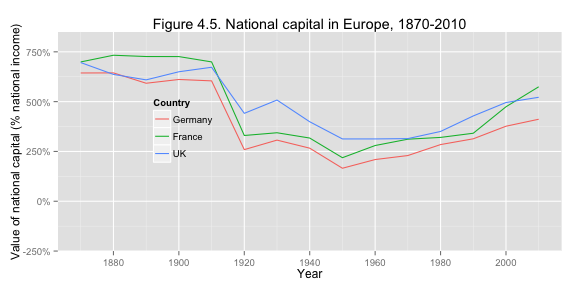 Figure 4.5. National capital in Europe, 1870-2010
Value of national capital (% national income)
750%
500%
250%
0%
-250%
Country
Germany
France
UK
1880
1900
1920
1940
1960
1980
2000
Year